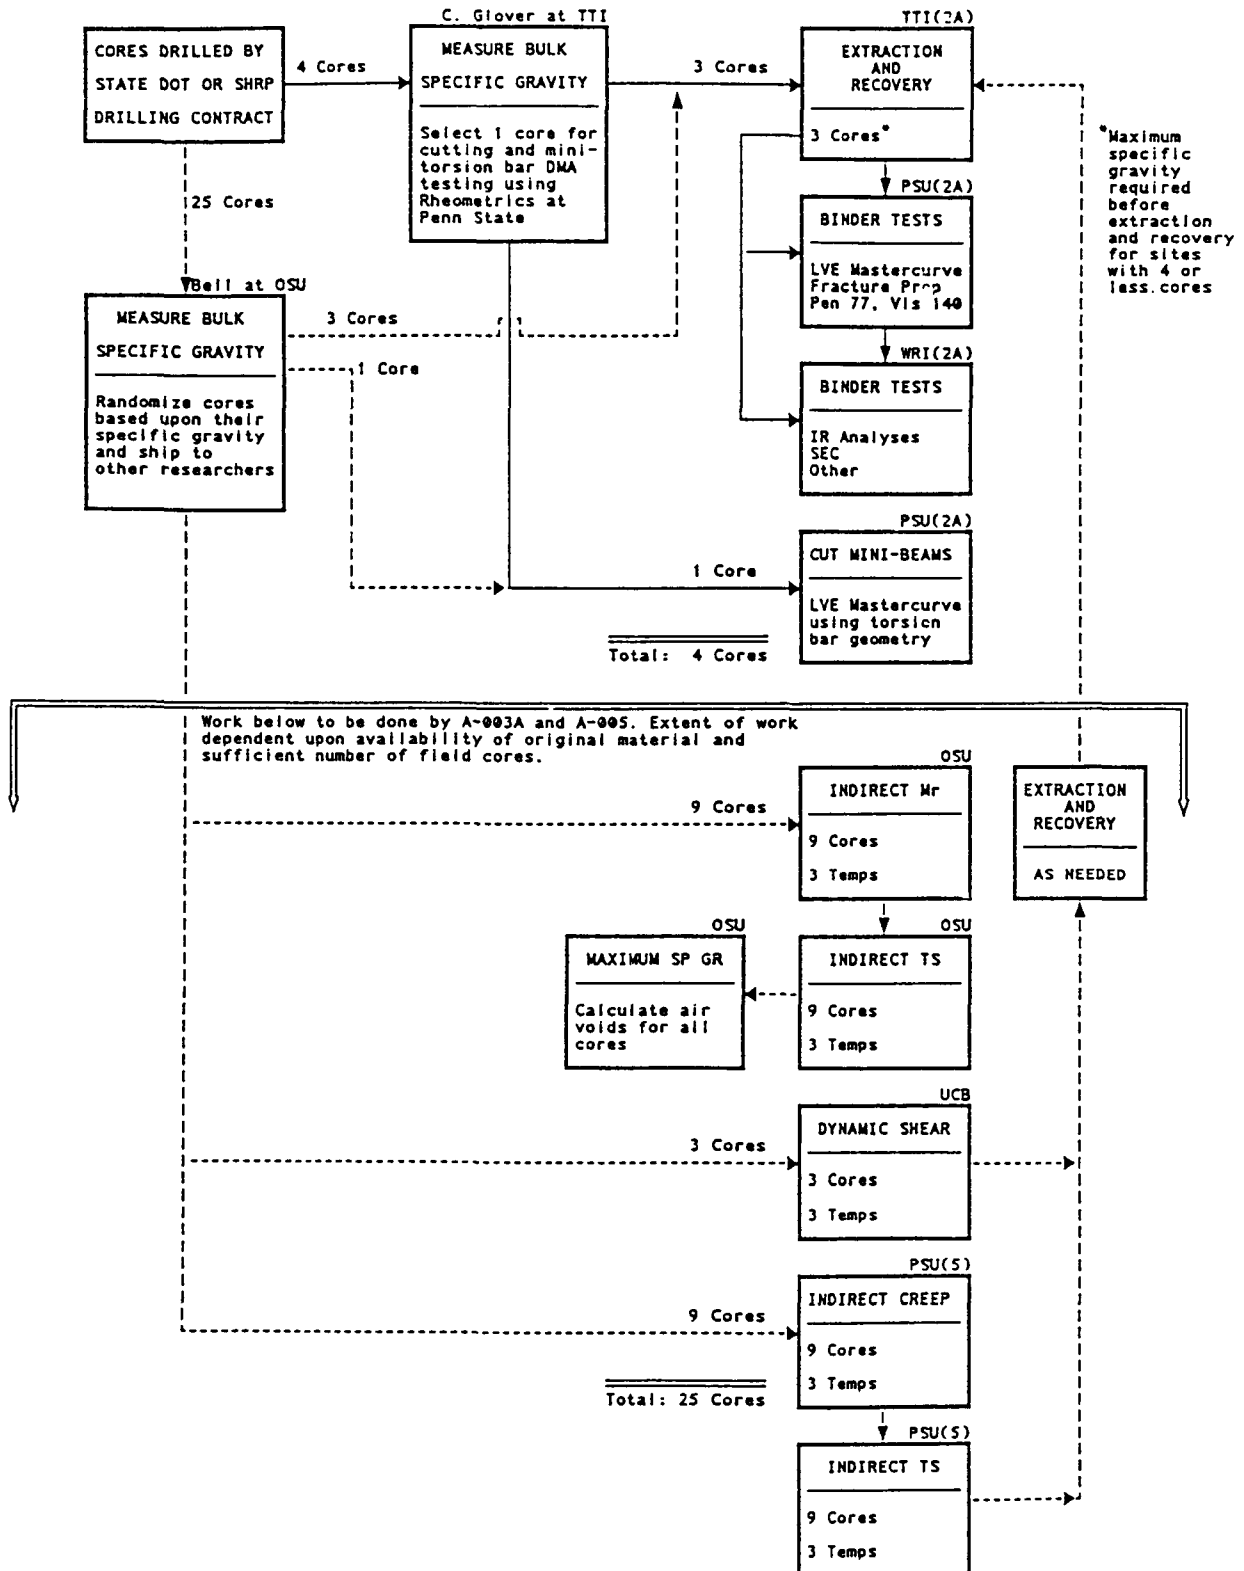 CORES DRILLED BY
STATE DOT OR SHRP
DRILLING CONTRACT
4 Cores
25 Cores
C. Glover at TTI
MEASURE BULK
SPECIFIC GRAVITY
Select 1 core for
cutting and mini-
torsion bar DMA
testing using
Rheometrics at
Penn State
3 Cores
TTI(2A)
EXTRACTION
AND
RECOVERY
3 Cores*
*Maximum
specific
gravity
required
before
extraction
and recovery
for sites
with 4 or
less.cores
PSU(2A)
BINDER TESTS
LVE Mastercurve
Fracture Prop
Pen 77, Vis 140
WRI(2A)
BINDER TESTS
IR Analyses
SEC
Other
Bell at OSU
MEASURE BULK
SPECIFIC GRAVITY
Randomize cores
based upon their
specific gravity
and ship to
other researchers
3 Cores
1 Core
PSU(2A)
CUT MINI-BEAMS
LVE Mastercurve
using torsion
bar geometry
1 Core
Total: 4 Cores
Work below to be done by A-003A and A-005. Extent of work
dependent upon availability of original material and
sufficient number of field cores.
9 Cores
OSU
INDIRECT Mr
9 Cores
3 Temps
EXTRACTION
AND
RECOVERY
AS NEEDED
OSU
MAXIMUM SP GR
Calculate air
voids for all
cores
OSU
INDIRECT TS
9 Cores
3 Temps
3 Cores
UCB
DYNAMIC SHEAR
3 Cores
3 Temps
9 Cores
PSU(5)
INDIRECT CREEP
9 Cores
3 Temps
Total: 25 Cores
PSU(5)
INDIRECT TS
9 Cores
3 Temps